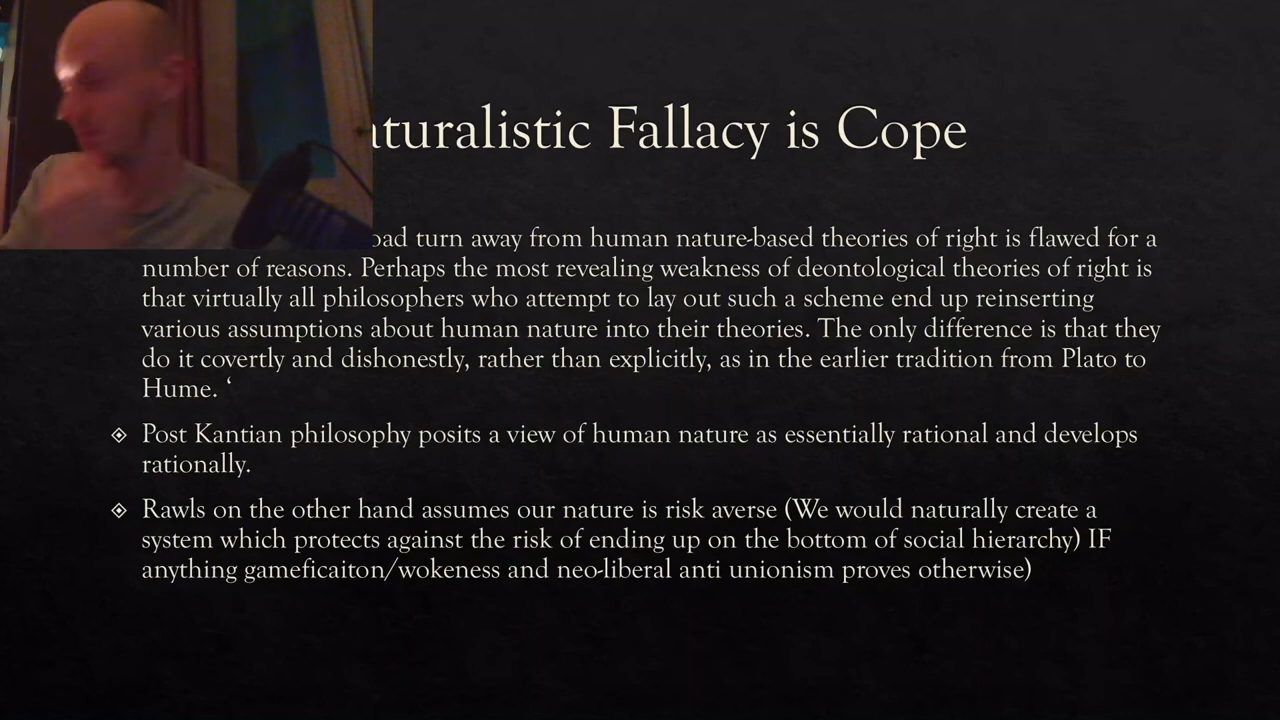 aturalistic Fallacy is Cope
oad turn away from human nature-based theories of right is flawed for a
number of reasons. Perhaps the most revealing weakness of deontological theories of right is
that virtually all philosophers who attempt to lay out such a scheme end up reinserting
various assumptions about human nature into their theories. The only difference is that they
do it covertly and dishonestly, rather than explicitly, as in the earlier tradition from Plato to
Hume. ‘
Post Kantian philosophy posits a view of human nature as essentially rational and develops
rationally.
Rawls on the other hand assumes our nature is risk averse (We would naturally create a
system which protects against the risk of ending up on the bottom of social hierarchy) IF
anything gameficaiton/wokeness and neo-liberal anti unionism proves otherwise)